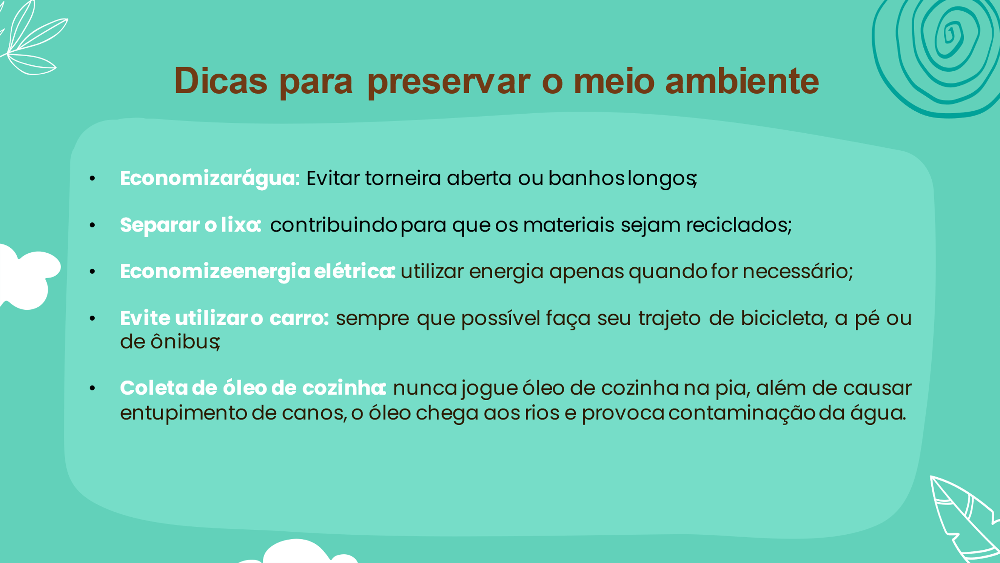 Dicas para preservar o meio ambiente
• Economizar água: Evitar torneira aberta ou banhos longos;
• Separar o lixo: contribuindo para que os materiais sejam reciclados;
• Economize energia elétrica: utilizar energia apenas quando for necessário;
• Evite utilizar o carro: sempre que possível faça seu trajeto de bicicleta, a pé ou
de ônibus;
• Coleta de óleo de cozinha: nunca jogue óleo de cozinha na pia, além de causar
entupimento de canos, o óleo chega aos rios e provoca contaminação da água.